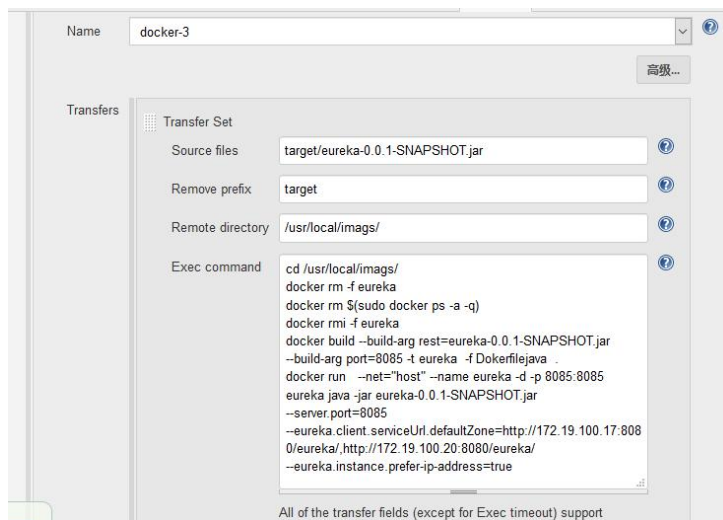 Name docker-3
高级...
Transfers
Transfer Set
Source files target/eureka-0.0.1-SNAPSHOT.jar
Remove prefix target
Remote directory /usr/local/imags/
Exec command cd /usr/local/imags/
docker rm -f eureka
docker rm $(sudo docker ps -a -q)
docker rmi -f eureka
docker build --build-arg rest=eureka-0.0.1-SNAPSHOT.jar
--build-arg port=8085 -t eureka -f Dokerfilejava .
docker run --net="host" --name eureka -d -p 8085:8085
eureka java -jar eureka-0.0.1-SNAPSHOT.jar
--server.port=8085
--eureka.client.serviceUrl.defaultZone=http://172.19.100.17:808
0/eureka/,http://172.19.100.20:8080/eureka/
--eureka.instance.prefer-ip-address=true
All of the transfer fields (except for Exec timeout) support